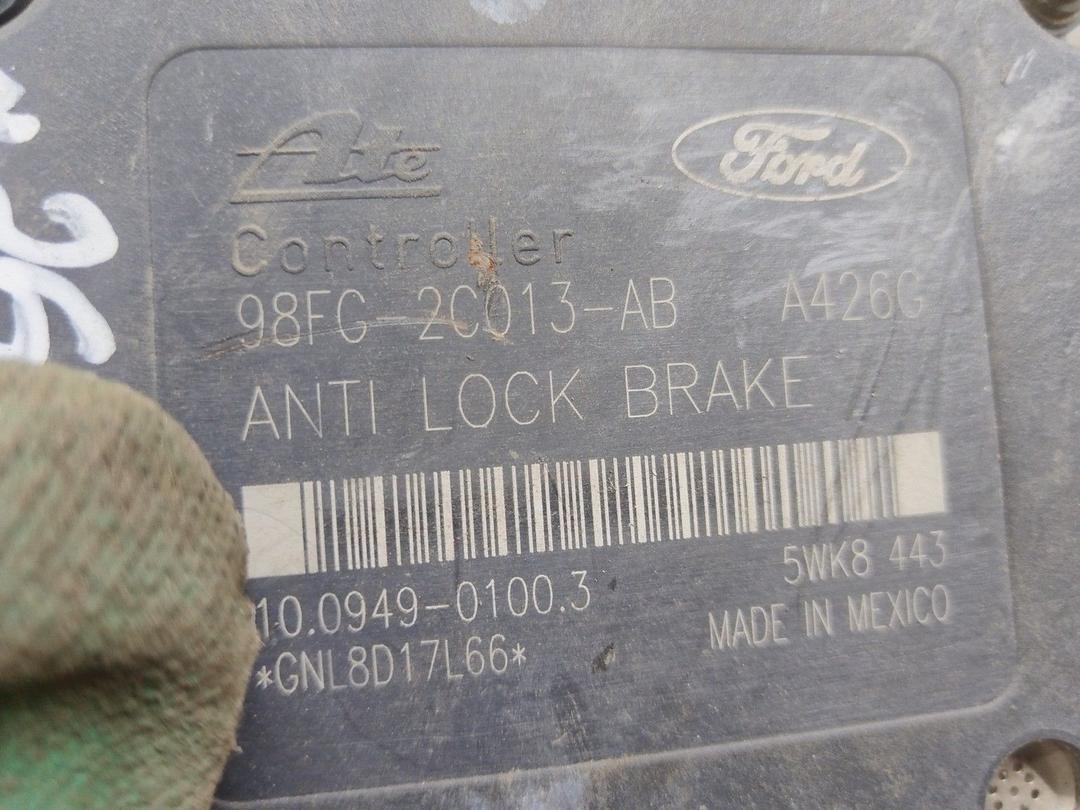 Ate Ford
Controller
98FG-2C013-AB A426G
ANTI LOCK BRAKE
5WK8 443
10.0949-0100.3
MADE IN MEXICO
*GNL8D17L66*